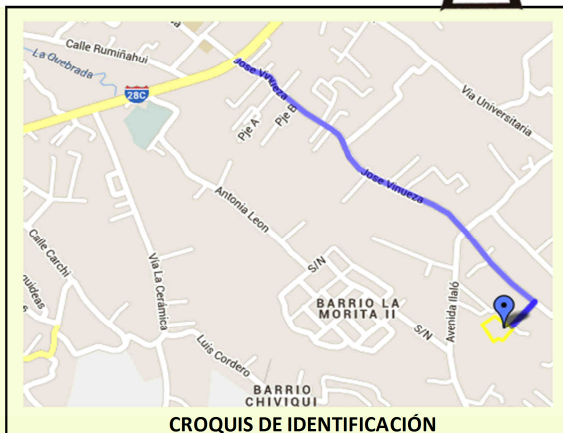 Calle Rumiñahui
La Quebrada
28C
Jose Vinueza
Via Universitaria
Pje A
Pje B
Jose Vinueza
Antonia Leon
S/N
Calle Carchi
Vía La Cerámica
BARRIO LA
MORITA II
S/N
Avenida Ilaló
Luis Cordero
BARRIO
CHIVIQUI
CROQUIS DE IDENTIFICACIÓN